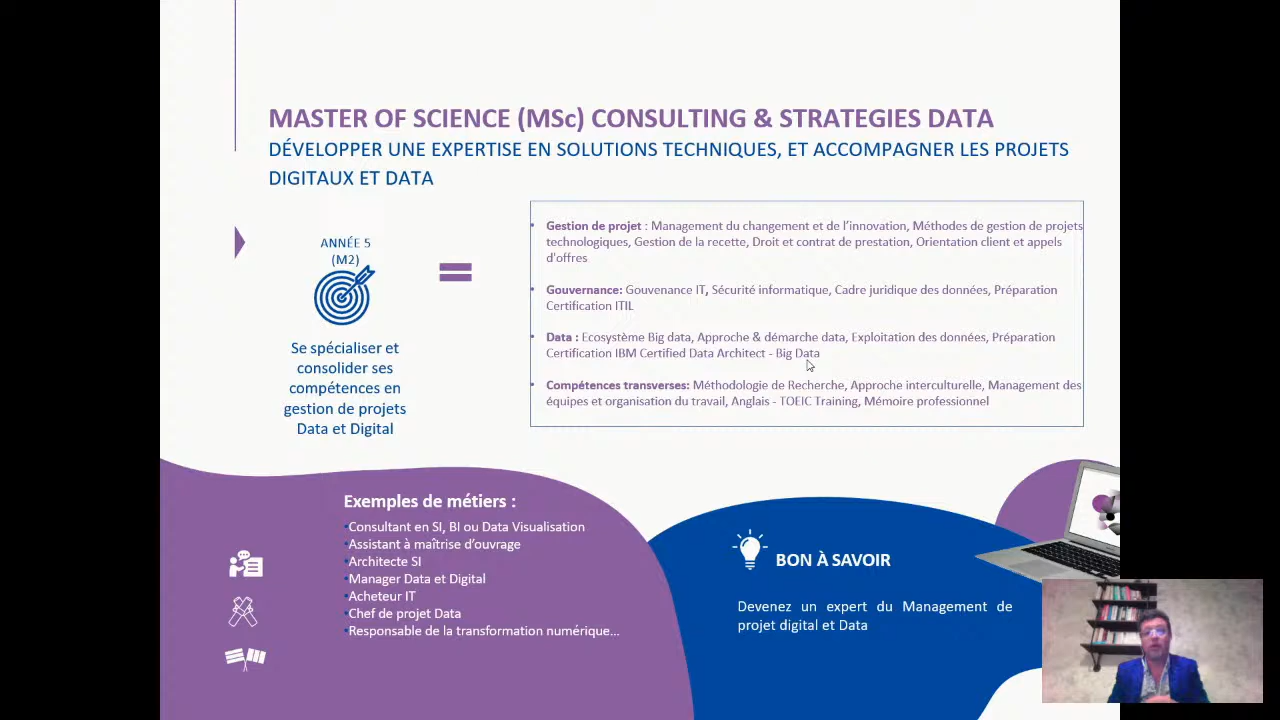 MASTER OF SCIENCE (MSc) CONSULTING & STRATEGIES DATA
DÉVELOPPER UNE EXPERTISE EN SOLUTIONS TECHNIQUES, ET ACCOMPAGNER LES PROJETS
DIGITAUX ET DATA
ANNÉE 5
(M2)
Se spécialiser et
consolider ses
compétences en
gestion de projets
Data et Digital
• Gestion de projet : Management du changement et de l’innovation, Méthodes de gestion de projets
technologiques, Gestion de la recette, Droit et contrat de prestation, Orientation client et appels
d'offres
• Gouvernance: Gouvenance IT, Sécurité informatique, Cadre juridique des données, Préparation
Certification ITIL
• Data : Ecosystème Big data, Approche & démarche data, Exploitation des données, Préparation
Certification IBM Certified Data Architect - Big Data
• Compétences transverses: Méthodologie de Recherche, Approche interculturelle, Management des
équipes et organisation du travail, Anglais - TOEIC Training, Mémoire professionnel
Exemples de métiers :
•Consultant en SI, BI ou Data Visualisation
•Assistant à maîtrise d’ouvrage
•Architecte SI
•Manager Data et Digital
•Acheteur IT
•Chef de projet Data
•Responsable de la transformation numérique…
BON À SAVOIR
Devenez un expert du Management de
projet digital et Data